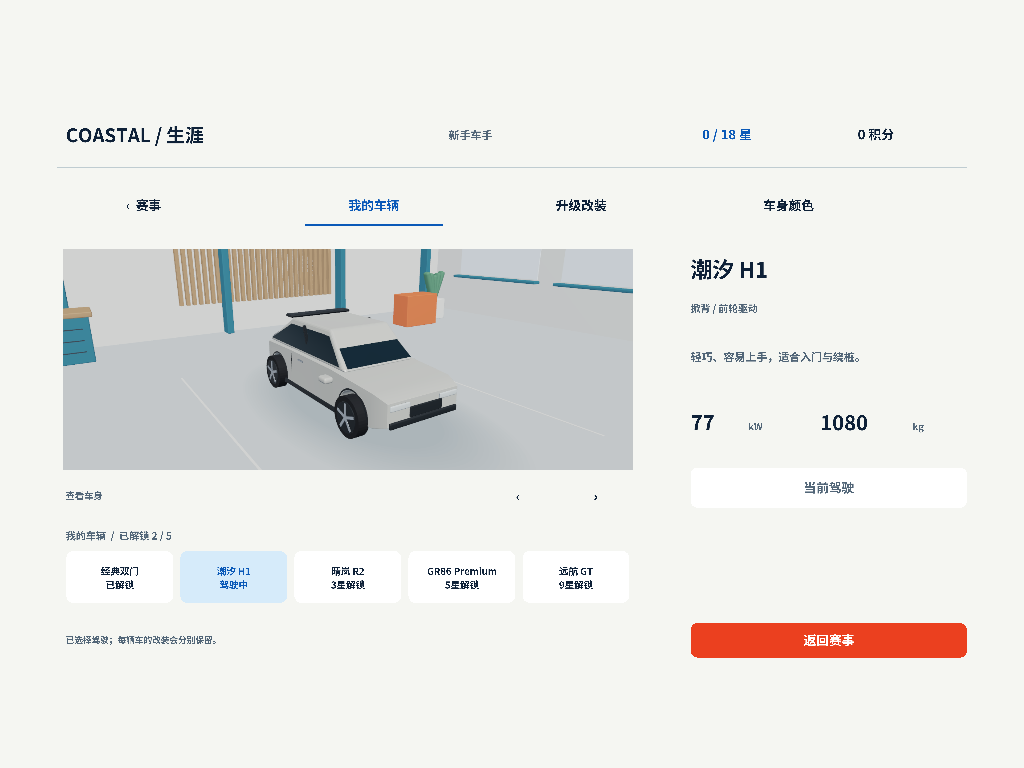 COASTAL / 生涯
新手车手
0 / 18 星
0 积分
‹ 赛事
我的车辆
升级改装
车身颜色
潮汐 H1
掀背 / 前轮驱动
轻巧、容易上手，适合入门与绕桩。
77 kW
1080 kg
当前驾驶
查看车身
‹
›
我的车辆 / 已解锁 2 / 5
经典双门
已解锁
潮汐 H1
驾驶中
晴岚 R2
3星解锁
GR86 Premium
5星解锁
远航 GT
9星解锁
已选择驾驶；每辆车的改装会分别保留。
返回赛事